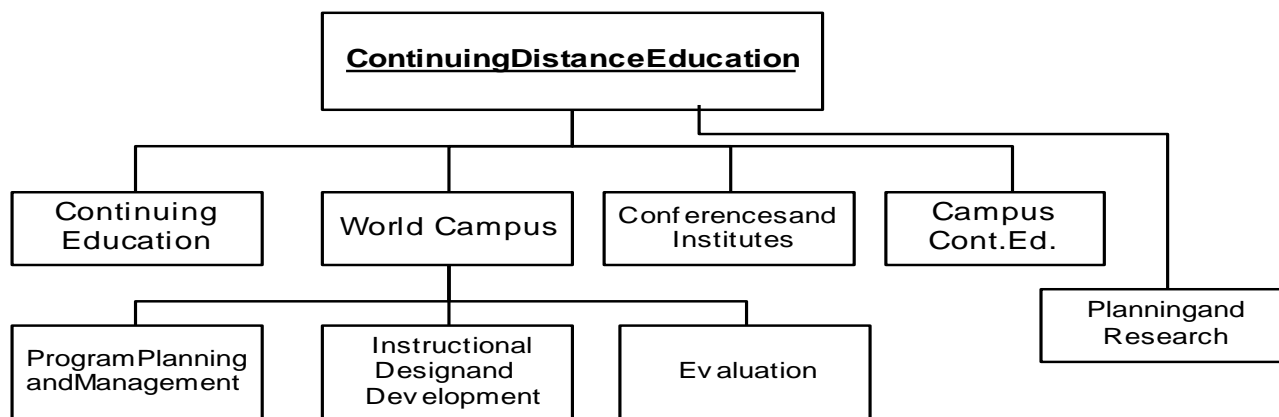 ContinuingDistanceEducation
Continuing
Education
World Campus
Conferencesand
Institutes
Campus
Cont.Ed.
Planningand
Research
ProgramPlanning
andManagement
Instructional
Designand
Development
Evaluation